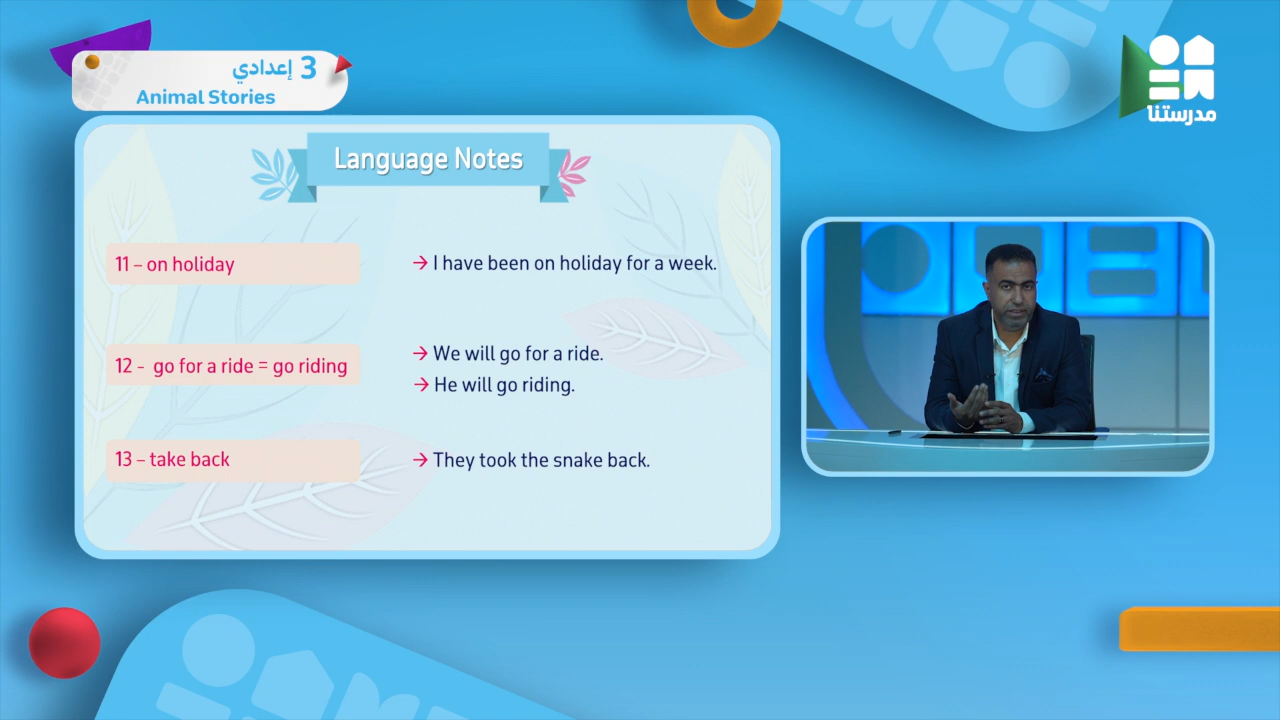 3 إعدادي
Animal Stories
مدرستنا
Language Notes
11 – on holiday
→ I have been on holiday for a week.
12 - go for a ride = go riding
→ We will go for a ride.
→ He will go riding.
13 – take back
→ They took the snake back.